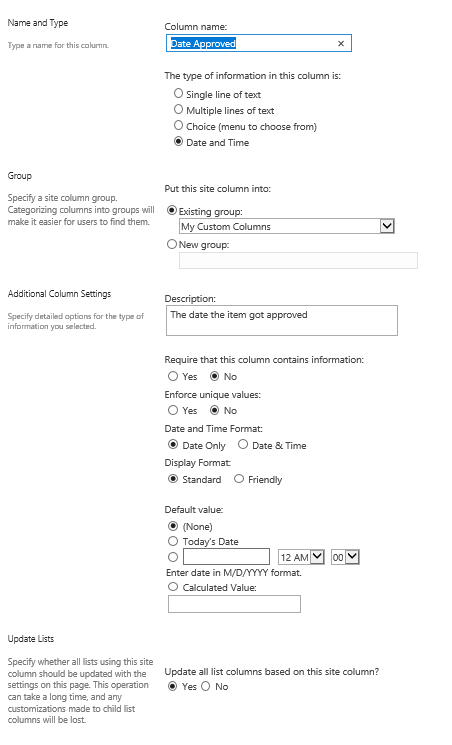 Name and Type
Type a name for this column.
Column name:
Date Approved
The type of information in this column is:
Single line of text
Multiple lines of text
Choice (menu to choose from)
Date and Time
Group
Specify a site column group.
Categorizing columns into groups will
make it easier for users to find them.
Put this site column into:
Existing group:
My Custom Columns
New group:
Additional Column Settings
Specify detailed options for the type of
information you selected.
Description:
The date the item got approved
Require that this column contains information:
Yes No
Enforce unique values:
Yes No
Date and Time Format:
Date Only Date & Time
Display Format:
Standard Friendly
Default value:
(None)
Today's Date
12 AM 00
Enter date in M/D/YYYY format.
Calculated Value:
Update Lists
Specify whether all lists using this site
column should be updated with the
settings on this page. This operation
can take a long time, and any
customizations made to child list
columns will be lost.
Update all list columns based on this site column?
Yes No